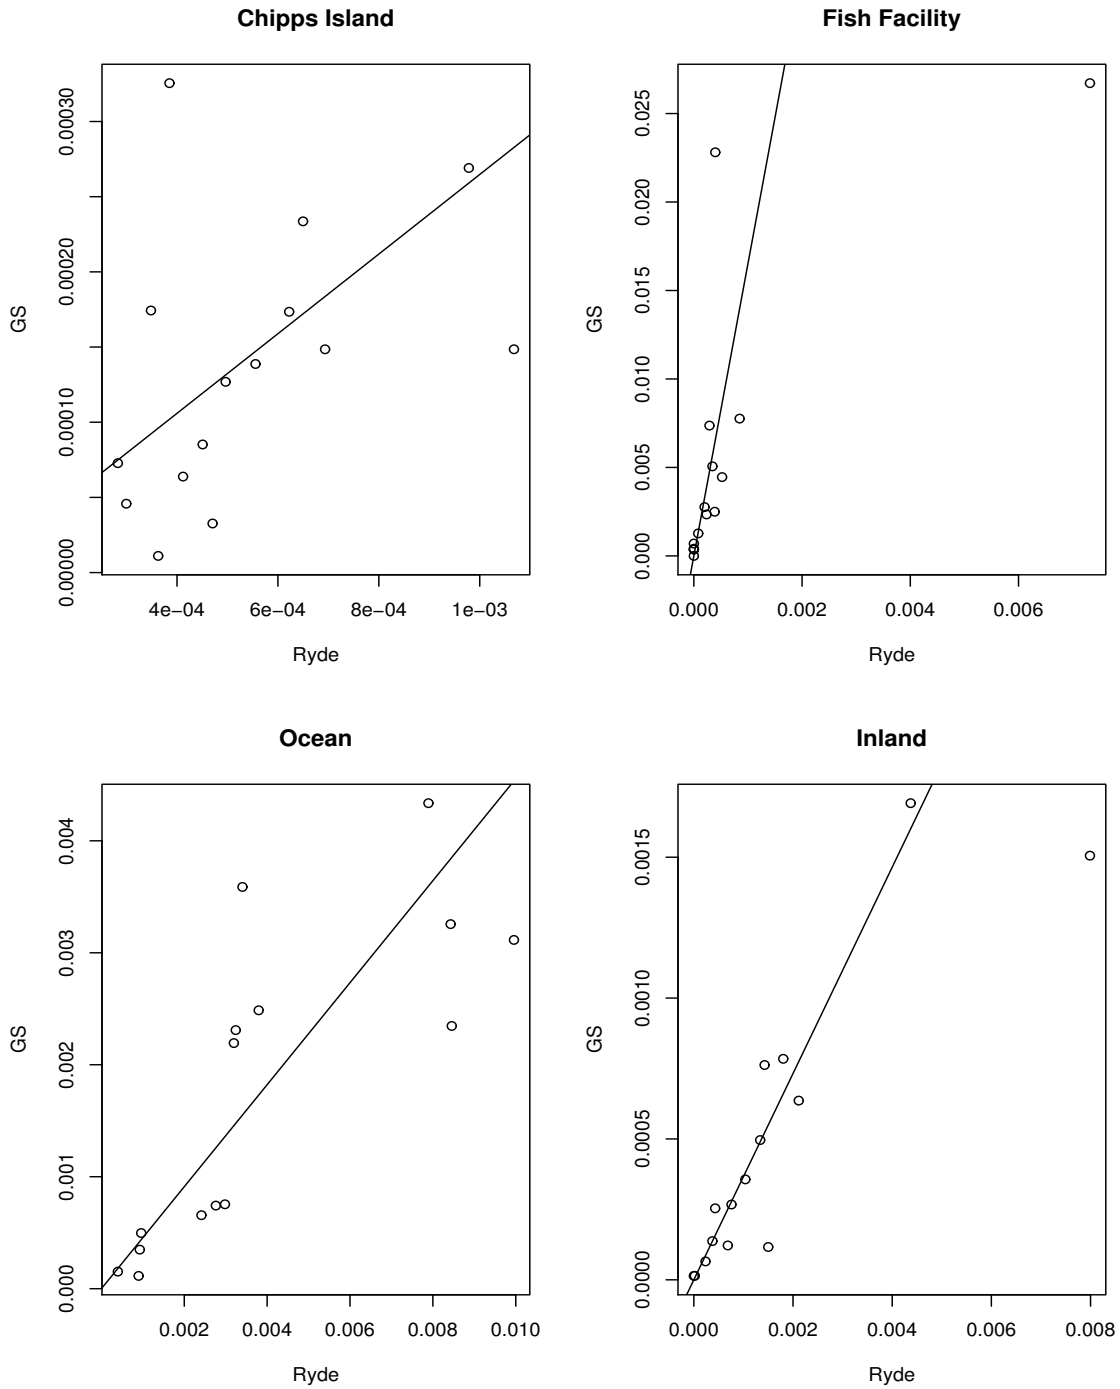 Chipps Island
GS
0.00000 0.00010 0.00020 0.00030
4e−04 6e−04 8e−04 1e−03
Ryde
Fish Facility
GS
0.000 0.005 0.010 0.015 0.020 0.025
0.000 0.002 0.004 0.006
Ryde
Ocean
GS
0.000 0.001 0.002 0.003 0.004
0.002 0.004 0.006 0.008 0.010
Ryde
Inland
GS
0.0000 0.0005 0.0010 0.0015
0.000 0.002 0.004 0.006 0.008
Ryde